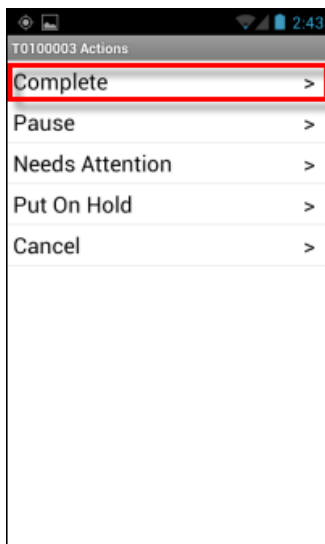 2:43
T0100003 Actions
Complete >
Pause >
Needs Attention >
Put On Hold >
Cancel >